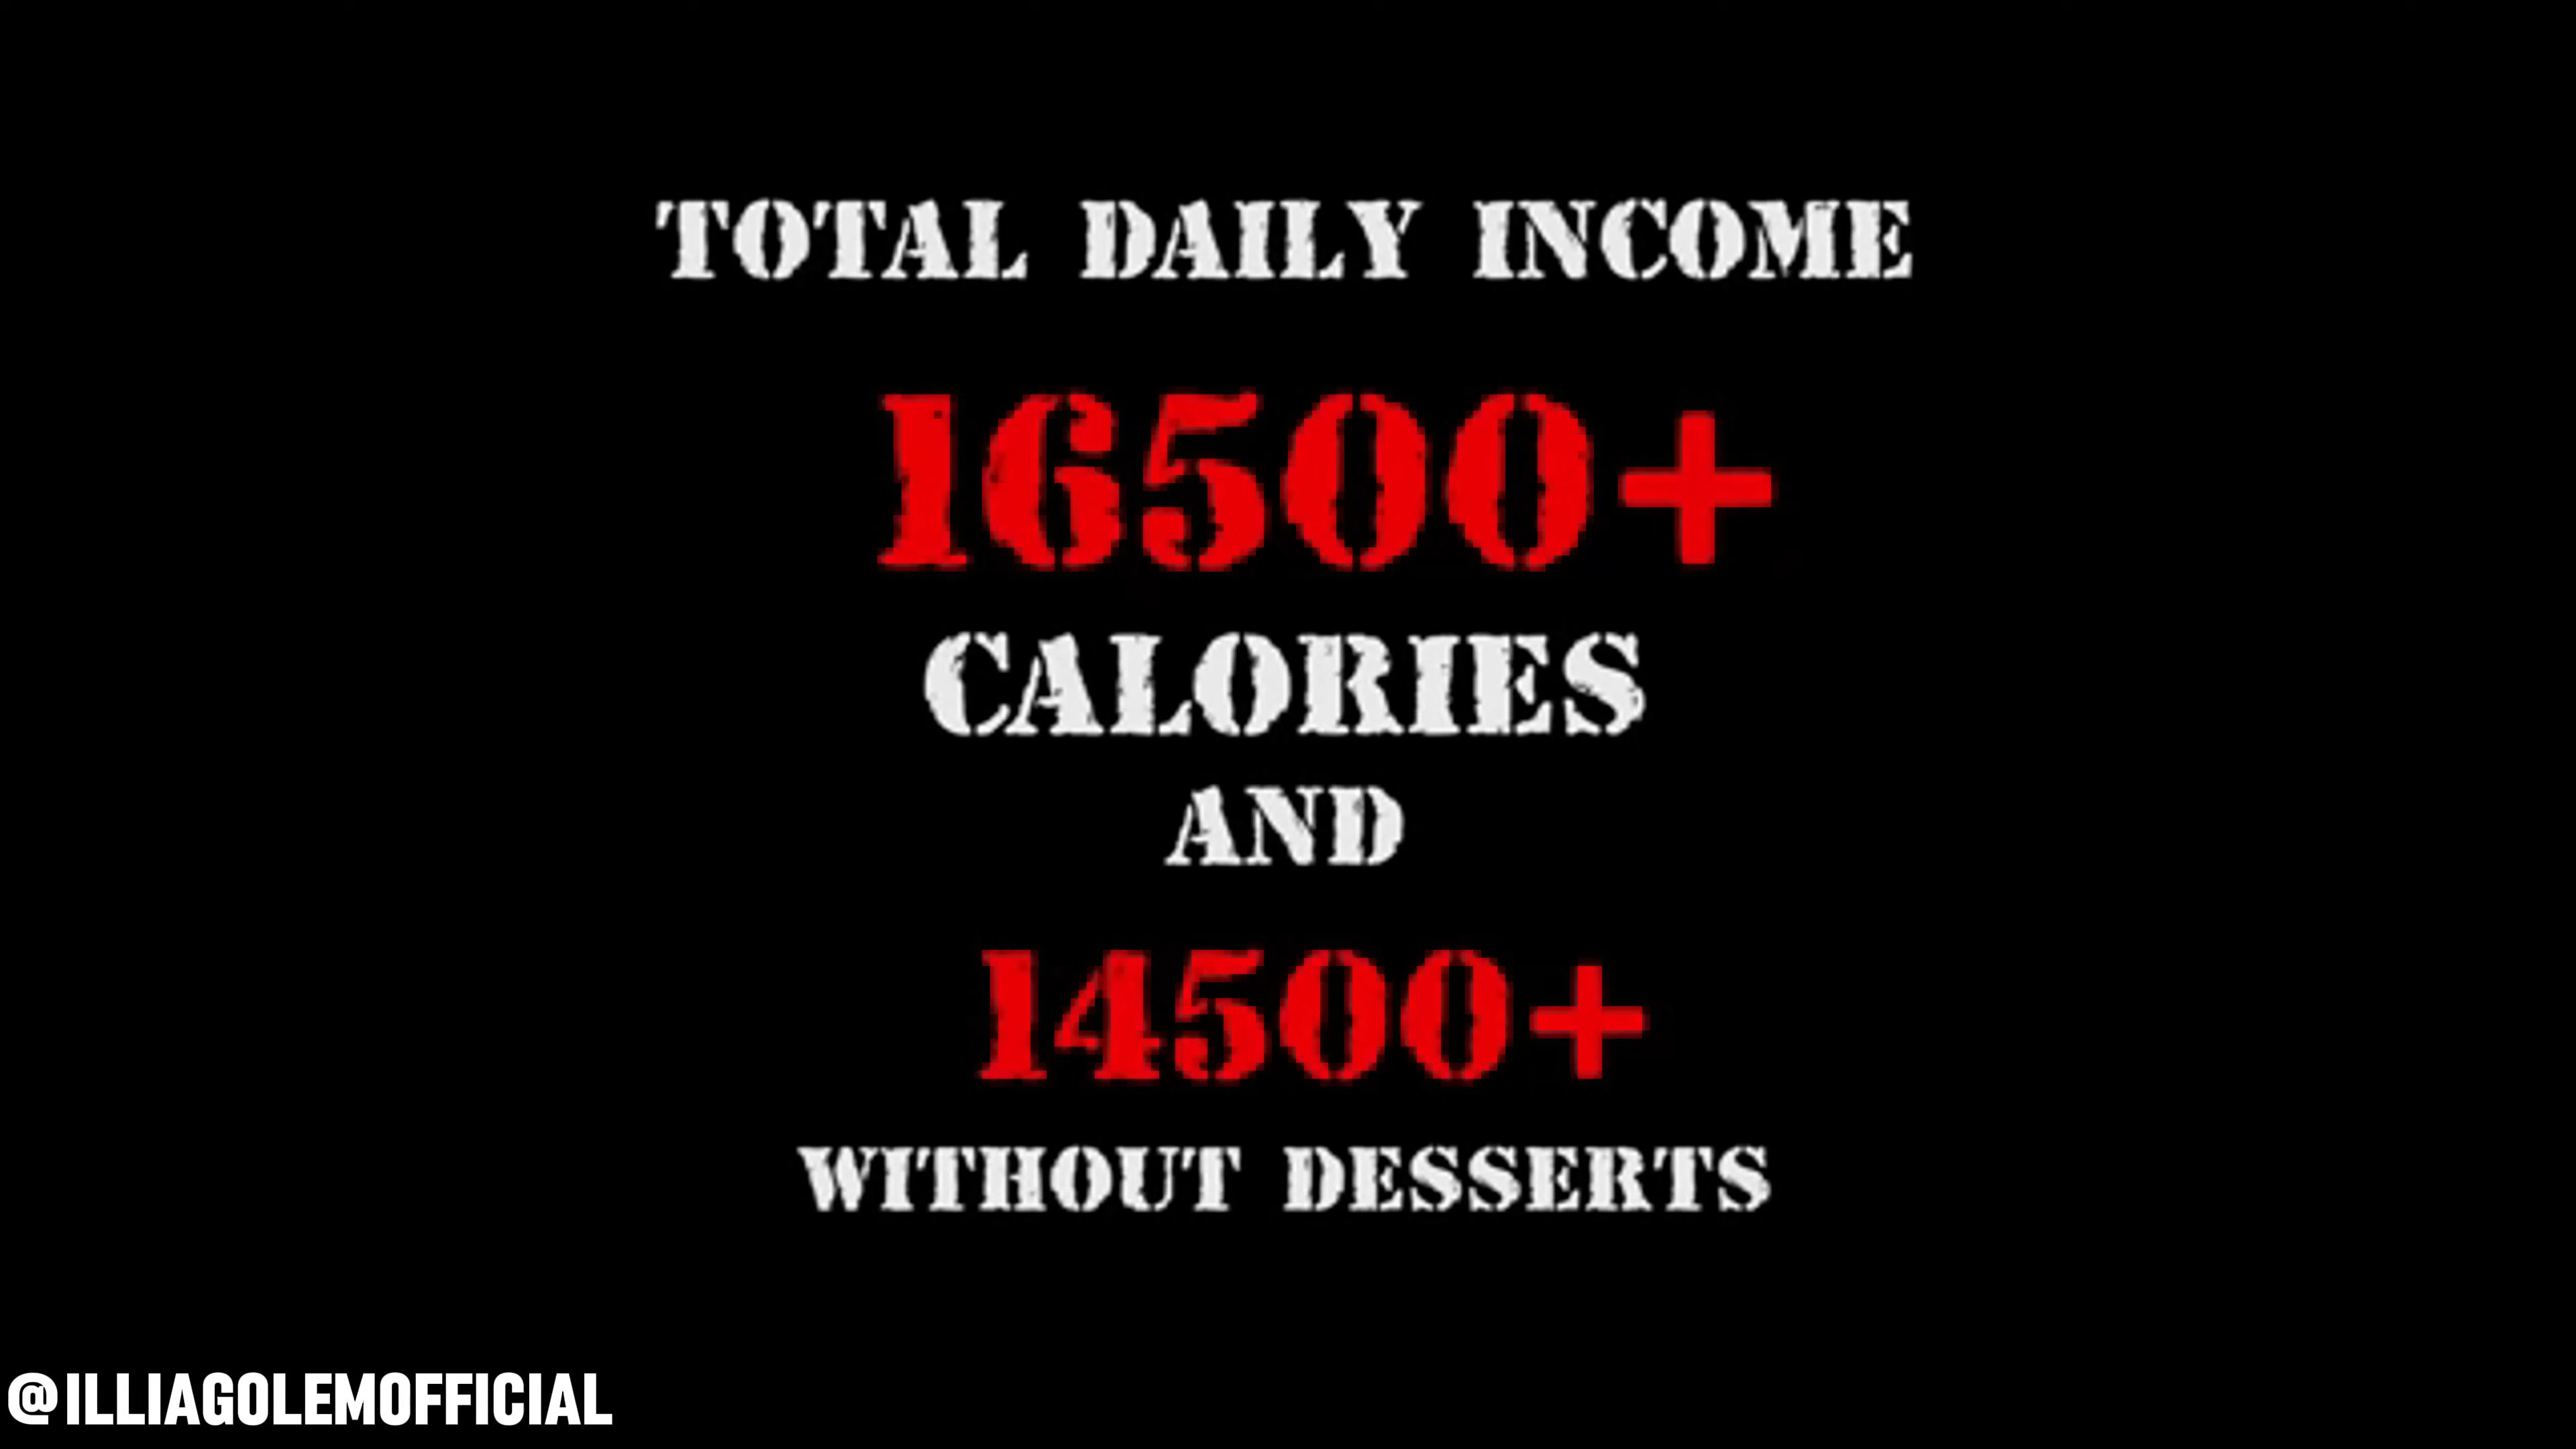 TOTAL DAILY INCOME
16500+
CALORIES
AND
14500+
WITHOUT DESSERTS
@ILLIAGOLEMOFFICIAL